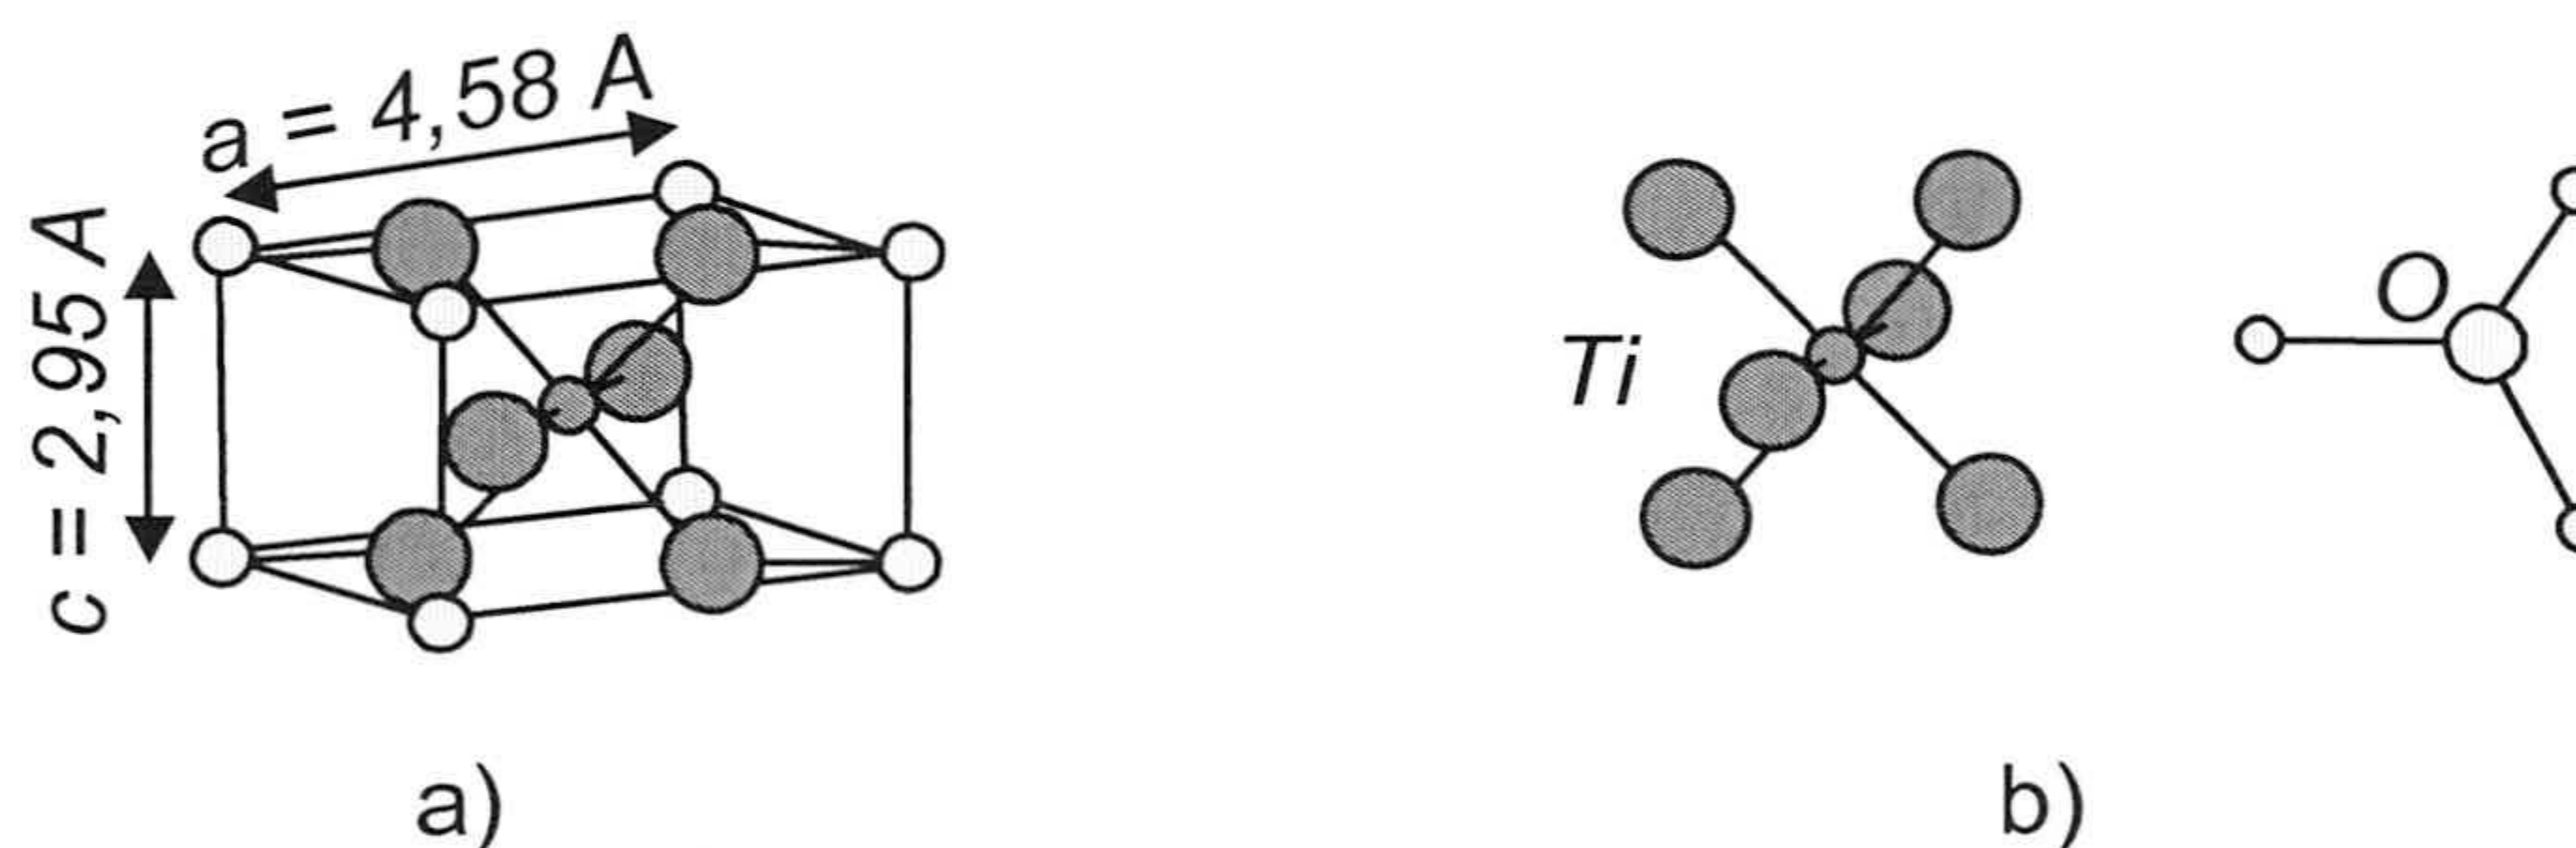 a = 4,58 A
c = 2,95 A
Ti
O
a)
b)